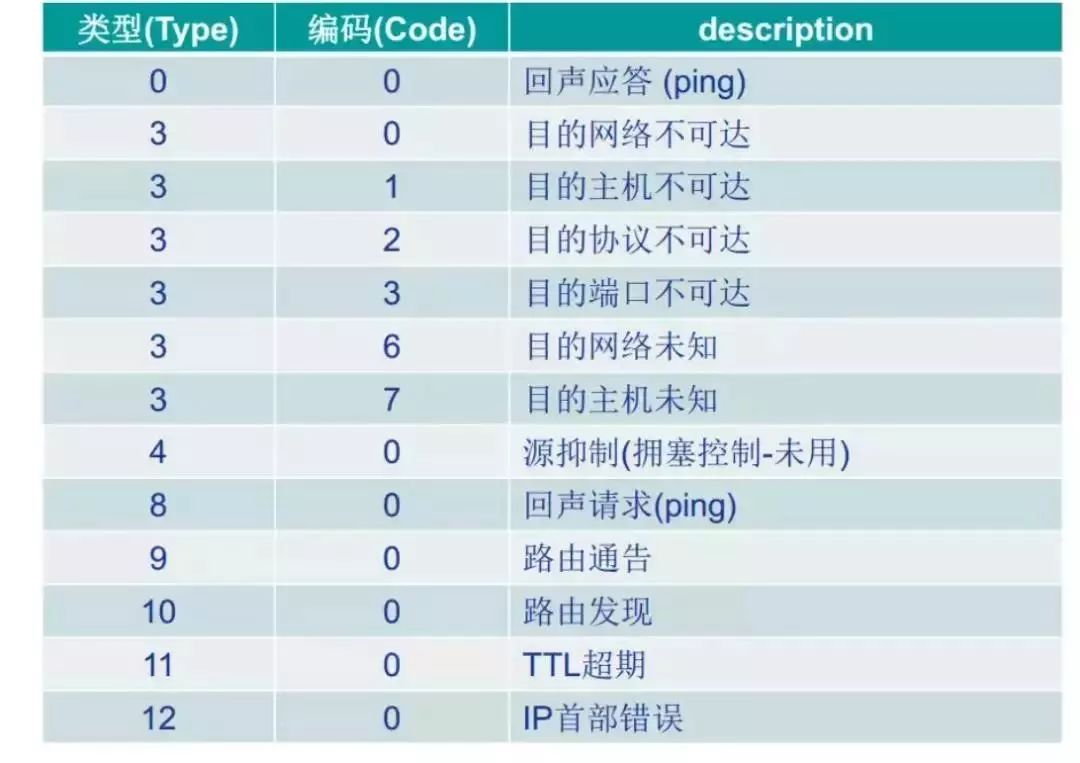 类型(Type) 编码(Code) description
0 0 回声应答 (ping)
3 0 目的网络不可达
3 1 目的主机不可达
3 2 目的协议不可达
3 3 目的端口不可达
3 6 目的网络未知
3 7 目的主机未知
4 0 源抑制(拥塞控制-未用)
8 0 回声请求(ping)
9 0 路由通告
10 0 路由发现
11 0 TTL超期
12 0 IP首部错误